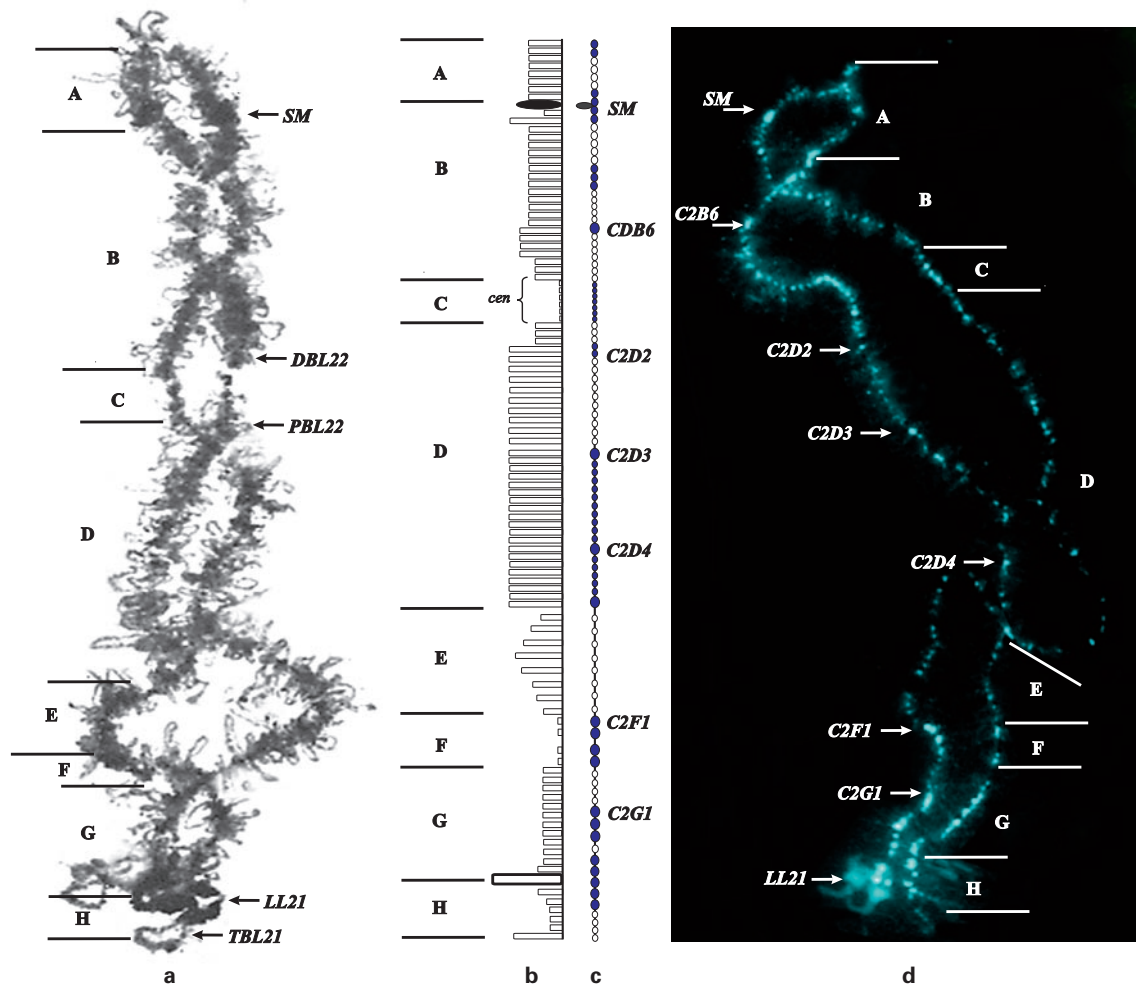 A
SM
B
DBL22
C
PBL22
D
E
F
G
LL21
H
TBL21
a
A
SM
B
CDB6
cen
C
C2D2
D
C2D3
C2D4
E
C2F1
F
C2G1
G
H
b
c
SM
A
B
C2B6
C
C2D2
C2D3
D
C2D4
E
C2F1
F
C2G1
G
LL21
H
d